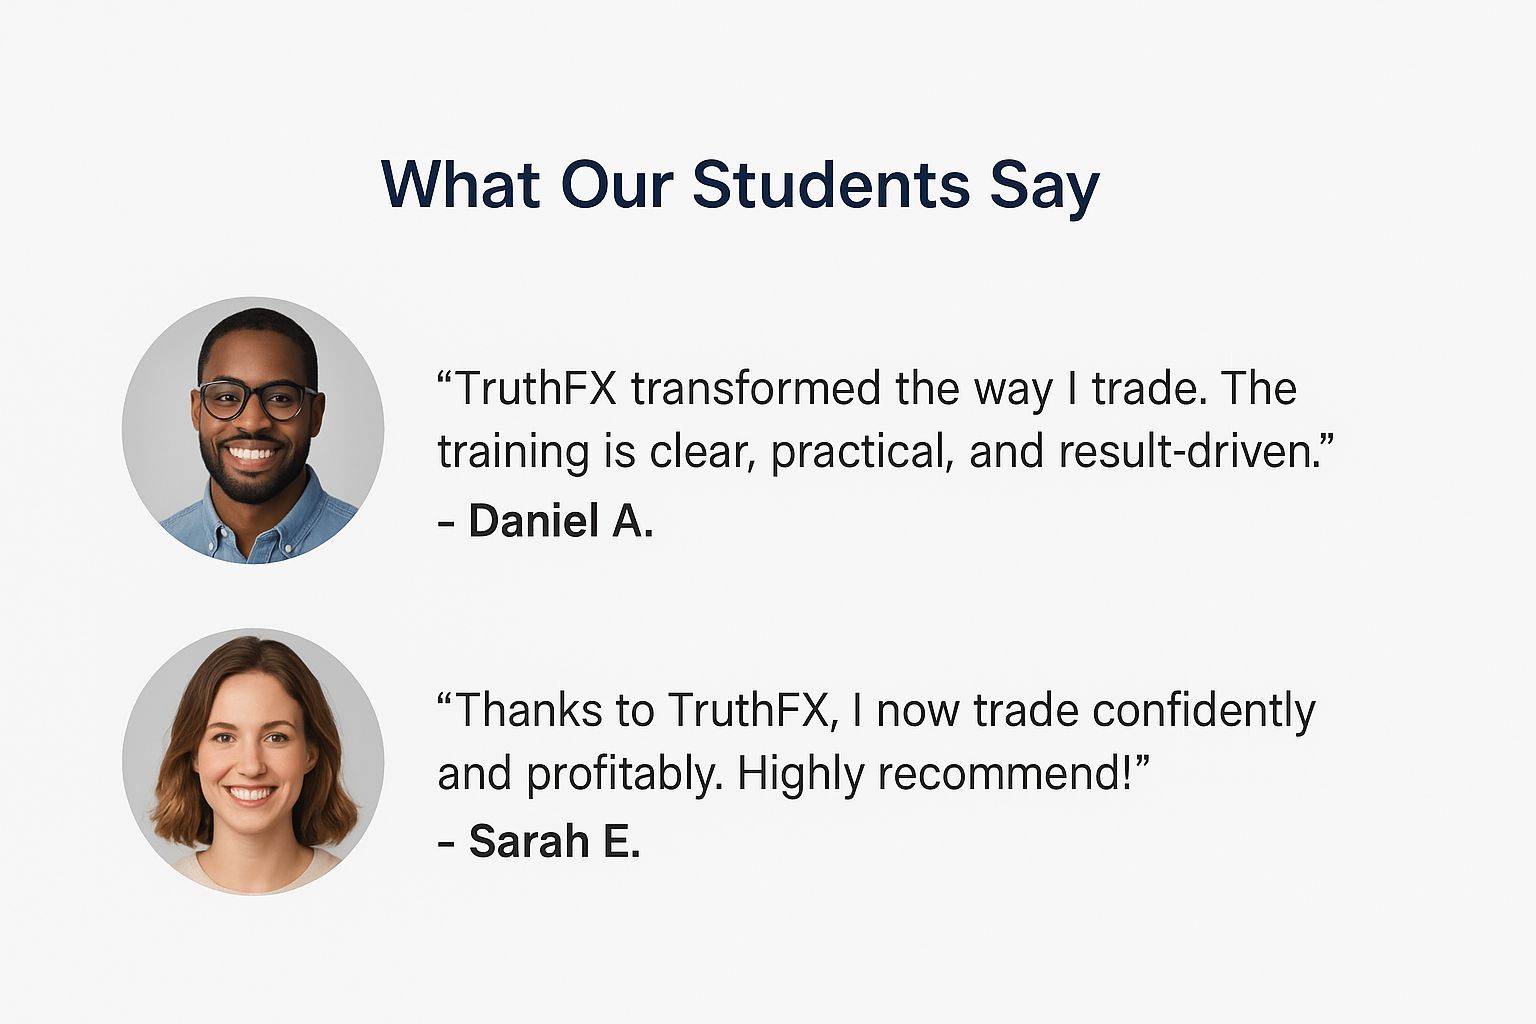 What Our Students Say
“TruthFX transformed the way I trade. The
training is clear, practical, and result-driven.”
– Daniel A.
“Thanks to TruthFX, I now trade confidently
and profitably. Highly recommend!”
– Sarah E.